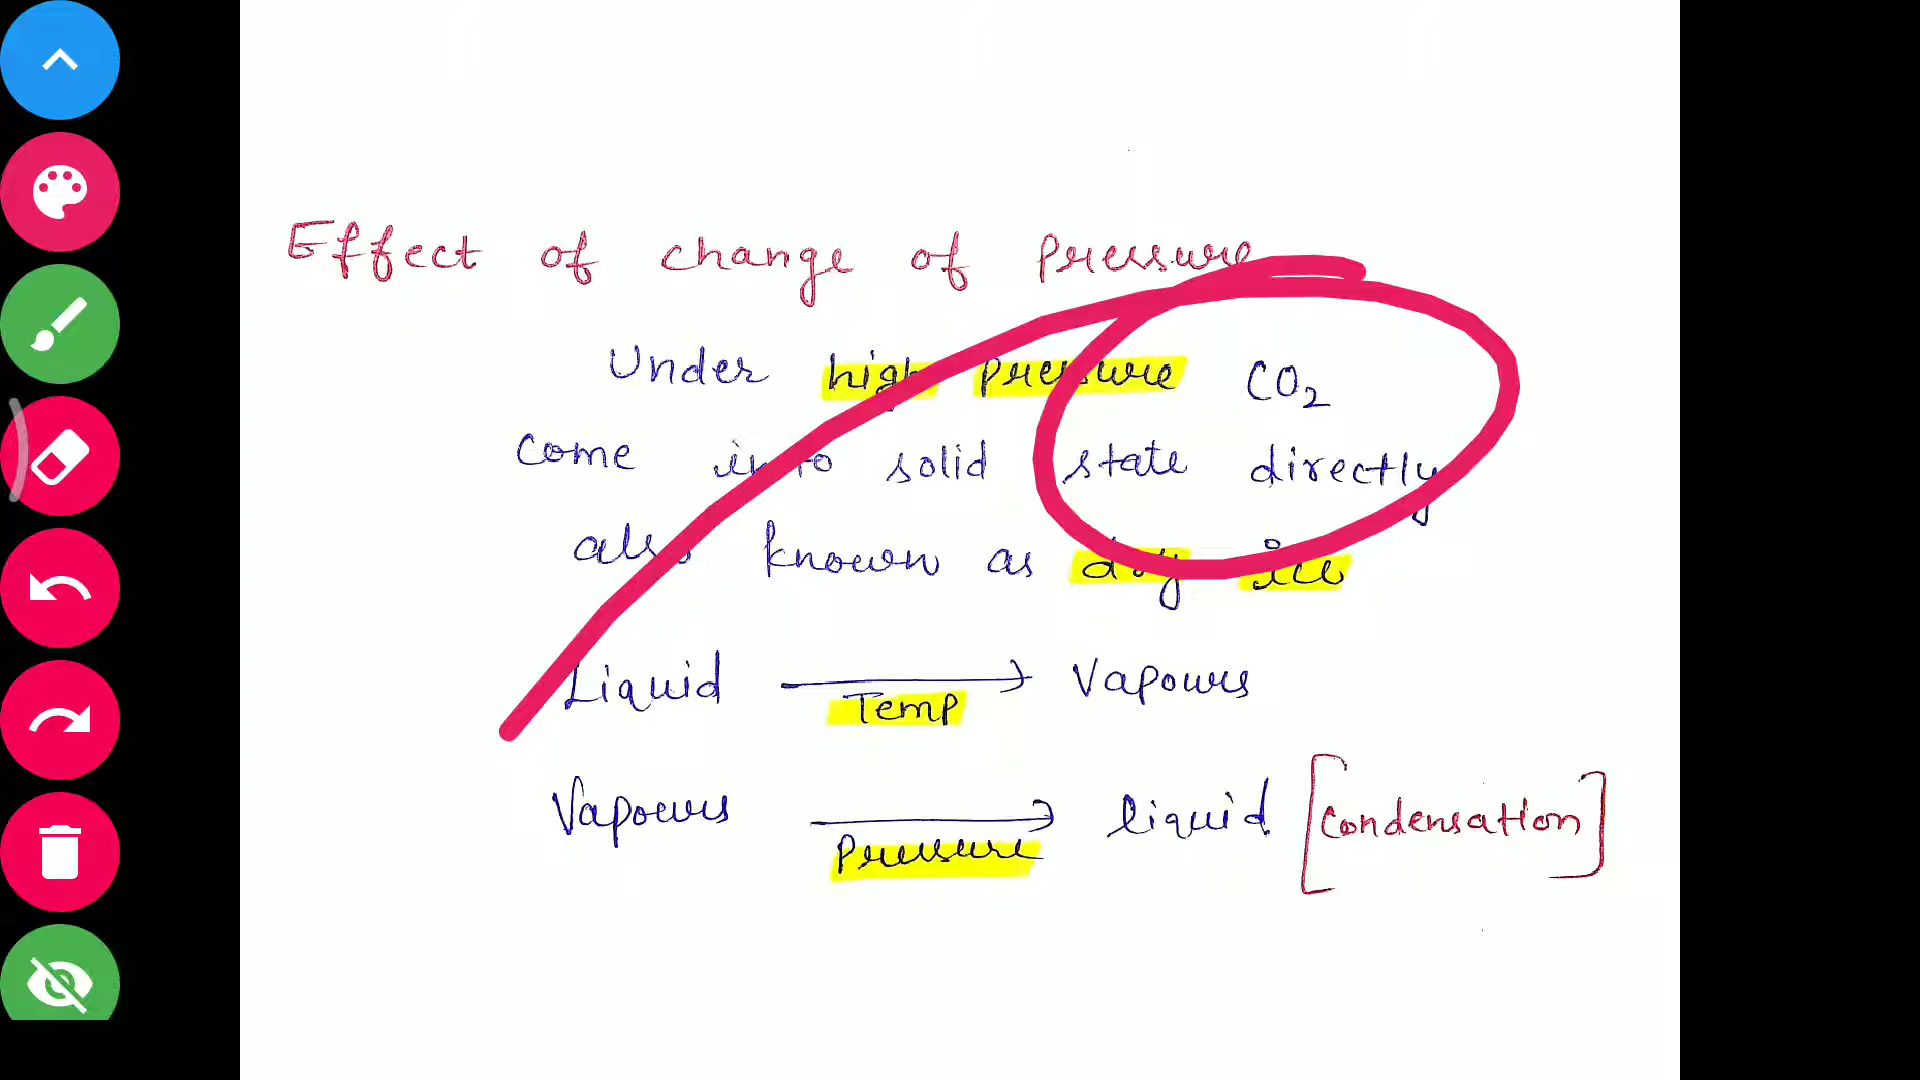 Effect of change of Pressure
Under high pressure CO₂
come into solid state directly
also known as dry ice
Liquid → Vapours
Temp
Vapours → liquid [Condensation]
Pressure